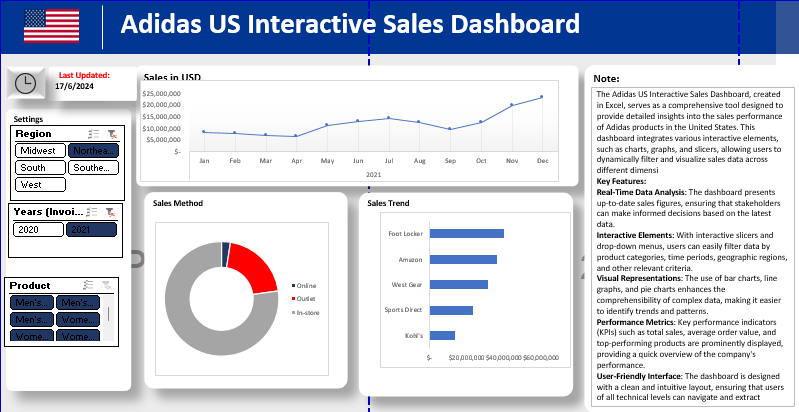 Adidas US Interactive Sales Dashboard
Last Updated:
17/6/2024
Settings
Region
Midwest
Northea...
South
Southe...
West
Years (Invoi...
2020
2021
Product
Men's...
Men's...
Men's...
Wome...
Wome...
Wome...
Sales in USD
$25,000,000
$20,000,000
$15,000,000
$10,000,000
$5,000,000
$-
Jan Feb Mar Apr May Jun Jul Aug Sep Oct Nov Dec
2021
Sales Method
Online
Outlet
In-store
Sales Trend
Foot Locker
Amazon
West Gear
Sports Direct
Kohl's
$- $20,000,000 $40,000,000 $60,000,000
Note:
The Adidas US Interactive Sales Dashboard, created
in Excel, serves as a comprehensive tool designed to
provide detailed insights into the sales performance
of Adidas products in the United States. This
dashboard integrates various interactive elements,
such as charts, graphs, and slicers, allowing users to
dynamically filter and visualize sales data across
different dimensi
Key Features:
Real-Time Data Analysis: The dashboard presents
up-to-date sales figures, ensuring that stakeholders
can make informed decisions based on the latest
data.
Interactive Elements: With interactive slicers and
drop-down menus, users can easily filter data by
product categories, time periods, geographic regions,
and other relevant criteria.
Visual Representations: The use of bar charts, line
graphs, and pie charts enhances the
comprehensibility of complex data, making it easier
to identify trends and patterns.
Performance Metrics: Key performance indicators
(KPIs) such as total sales, average order value, and
top-performing products are prominently displayed,
providing a quick overview of the company's
performance.
User-Friendly Interface: The dashboard is designed
with a clean and intuitive layout, ensuring that users
of all technical levels can navigate and extract